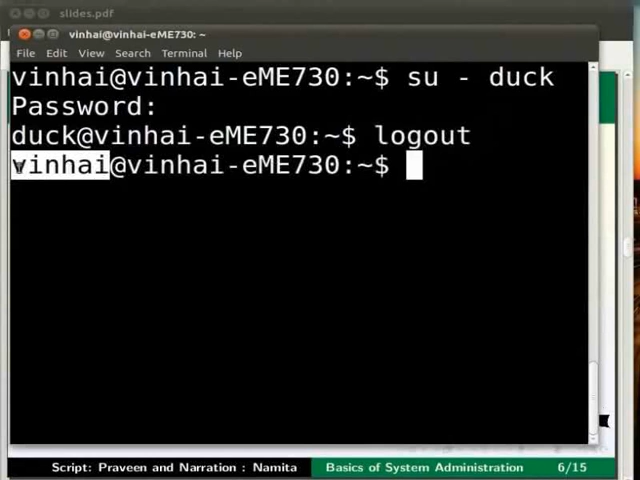 slides.pdf
vinhai@vinhai-eME730: ~
File Edit View Search Terminal Help
vinhai@vinhai-eME730:~$ su - duck
Password:
duck@vinhai-eME730:~$ logout
vinhai@vinhai-eME730:~$
Script: Praveen and Narration : Namita Basics of System Administration 6/15